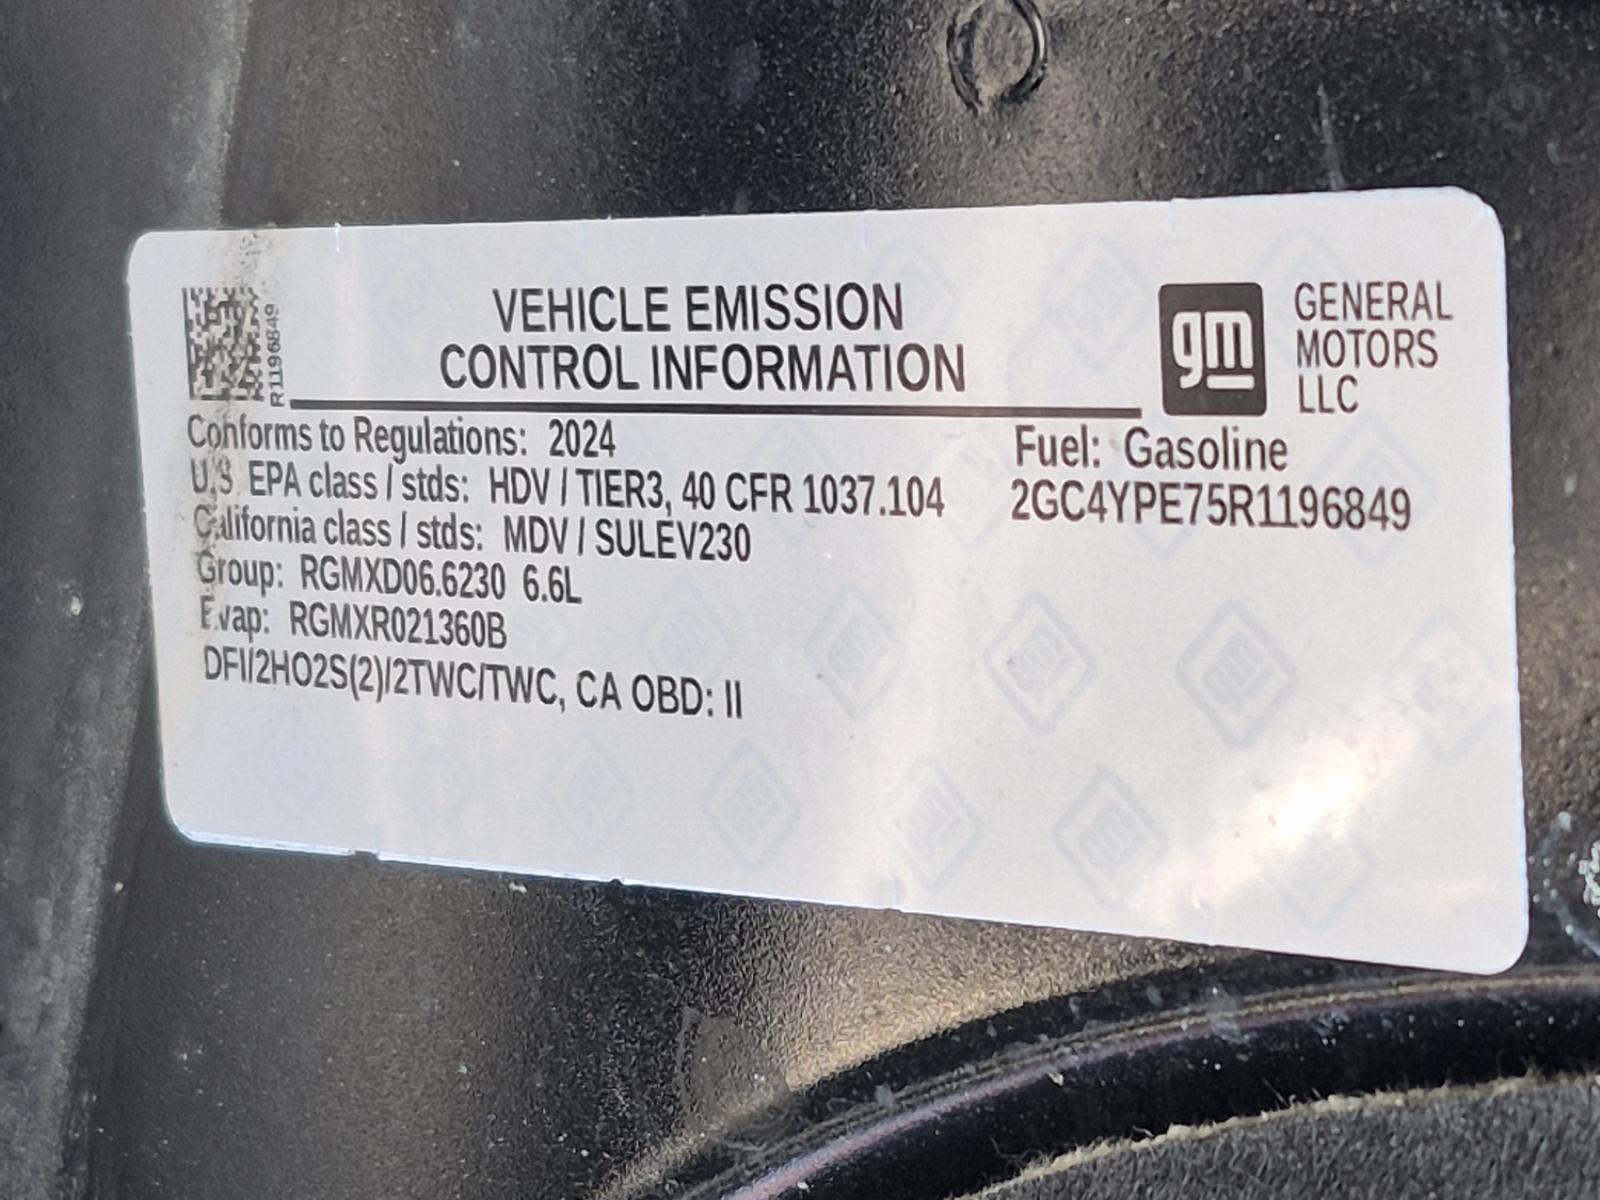 R1196849
VEHICLE EMISSION
CONTROL INFORMATION
gm
GENERAL
MOTORS
LLC
Conforms to Regulations: 2024
U.S EPA class / stds: HDV / TIER3, 40 CFR 1037.104
California class / stds: MDV / SULEV230
Group: RGMXD06.6230 6.6L
Evap: RGMXR021360B
DFI/2HO2S(2)/2TWC/TWC, CA OBD: II
Fuel: Gasoline
2GC4YPE75R1196849